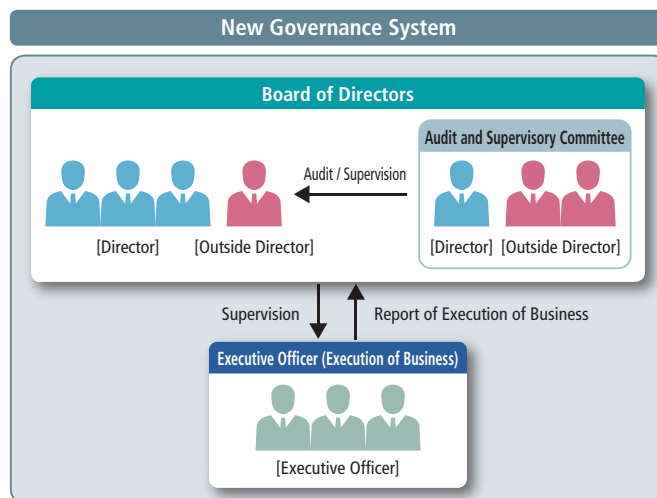 New Governance System
Board of Directors
Audit and Supervisory Committee
Audit / Supervision
[Director]
[Outside Director]
[Director]
[Outside Director]
Supervision
Report of Execution of Business
Executive Officer (Execution of Business)
[Executive Officer]